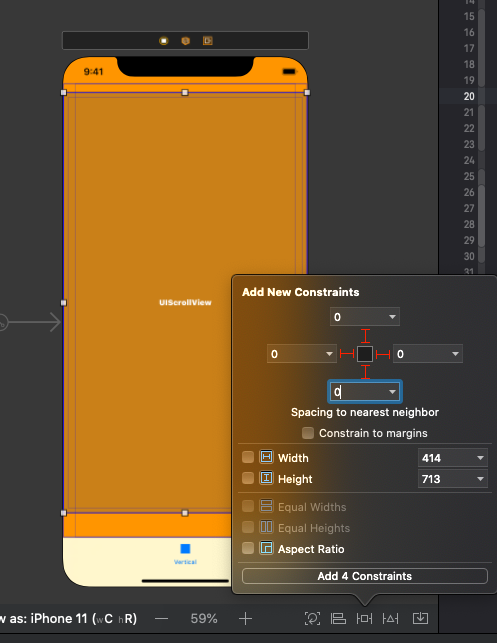 14
15
16
17
18
19
20
21
22
23
24
25
26
27
28
29
30
31
9:41
UIScrollView
Vertical
Add New Constraints
0
0
0
0
Spacing to nearest neighbor
Constrain to margins
Width
414
Height
713
Equal Widths
Equal Heights
Aspect Ratio
Add 4 Constraints
w as: iPhone 11 (wC hR)
59%